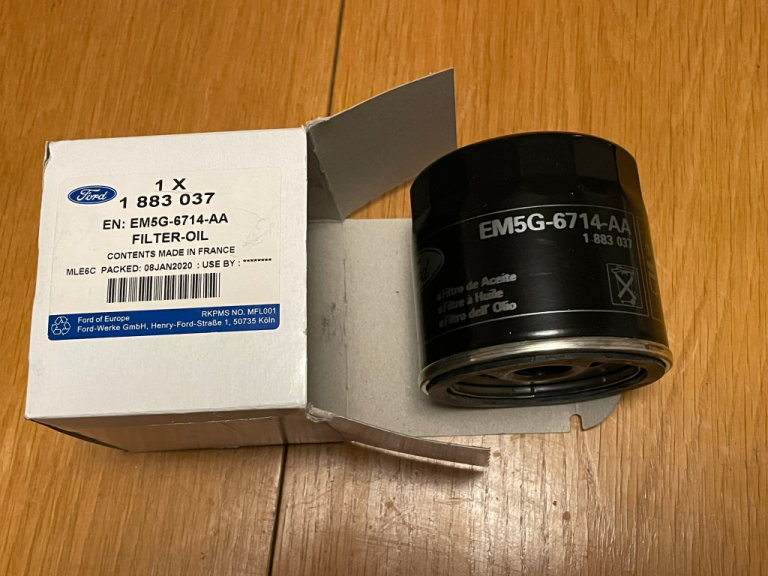 Ford
1 X
1 883 037
EN: EM5G-6714-AA
FILTER-OIL
CONTENTS MADE IN FRANCE
MLE6C PACKED: 08JAN2020 : USE BY : ********
Ford of Europe
RKPMS NO. MFL001
Ford-Werke GmbH, Henry-Ford-Straße 1, 50735 Köln
EM5G-6714-AA
1 883 037
Ford
Filtro de Aceite
Filtre à Huile
Filtro dell' Olio